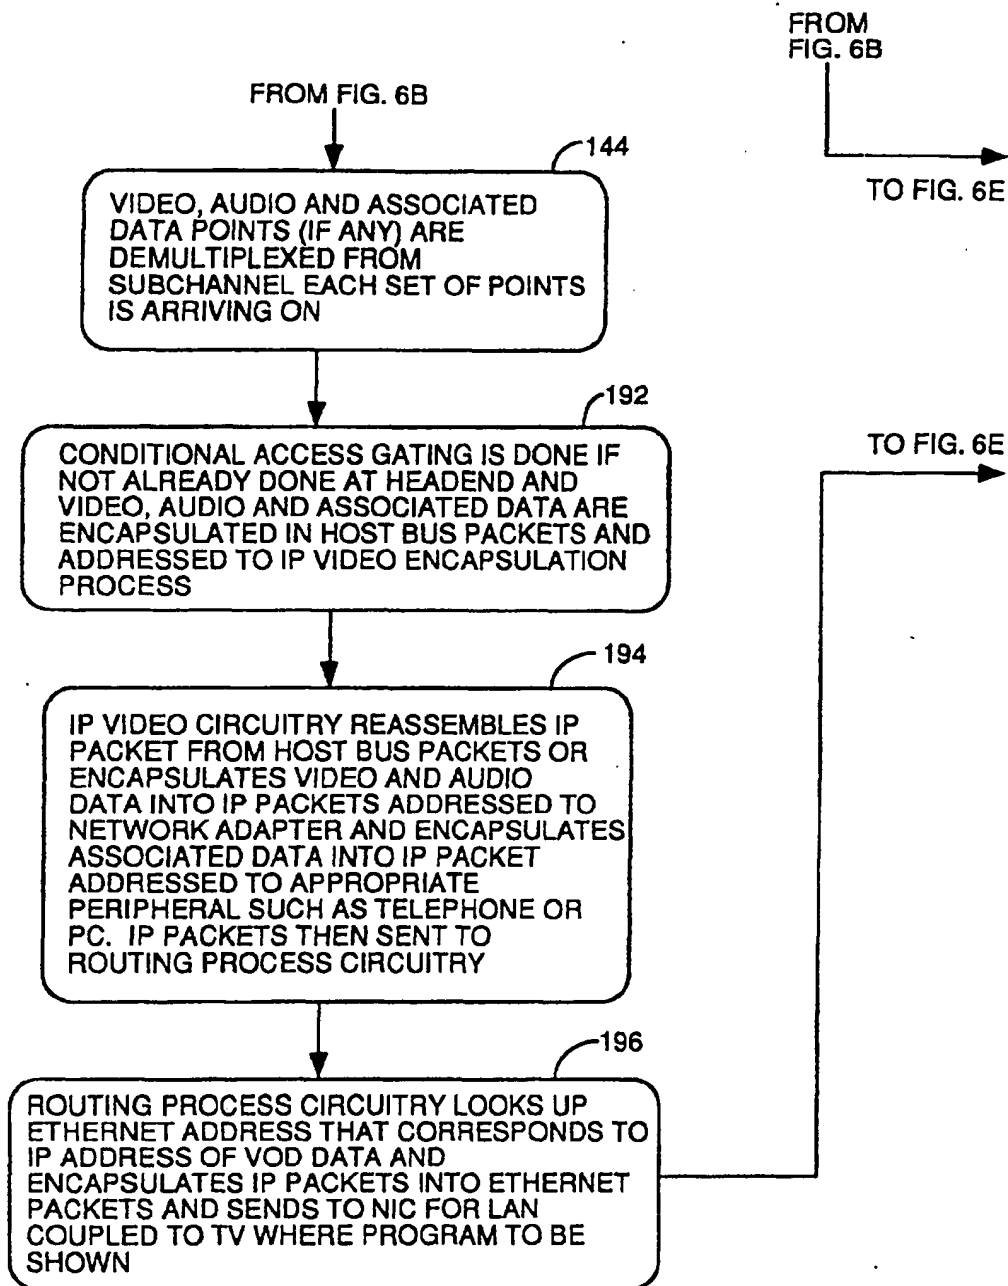 FROM
FIG. 6B
FROM FIG. 6B
TO FIG. 6E
144
VIDEO, AUDIO AND ASSOCIATED
DATA POINTS (IF ANY) ARE
DEMULTIPLEXED FROM
SUBCHANNEL EACH SET OF POINTS
IS ARRIVING ON
192
CONDITIONAL ACCESS GATING IS DONE IF
NOT ALREADY DONE AT HEADEND AND
VIDEO, AUDIO AND ASSOCIATED DATA ARE
ENCAPSULATED IN HOST BUS PACKETS AND
ADDRESSED TO IP VIDEO ENCAPSULATION
PROCESS
TO FIG. 6E
194
IP VIDEO CIRCUITRY REASSEMBLES IP
PACKET FROM HOST BUS PACKETS OR
ENCAPSULATES VIDEO AND AUDIO
DATA INTO IP PACKETS ADDRESSED TO
NETWORK ADAPTER AND ENCAPSULATES
ASSOCIATED DATA INTO IP PACKET
ADDRESSED TO APPROPRIATE
PERIPHERAL SUCH AS TELEPHONE OR
PC. IP PACKETS THEN SENT TO
ROUTING PROCESS CIRCUITRY
196
ROUTING PROCESS CIRCUITRY LOOKS UP
ETHERNET ADDRESS THAT CORRESPONDS TO
IP ADDRESS OF VOD DATA AND
ENCAPSULATES IP PACKETS INTO ETHERNET
PACKETS AND SENDS TO NIC FOR LAN
COUPLED TO TV WHERE PROGRAM TO BE
SHOWN